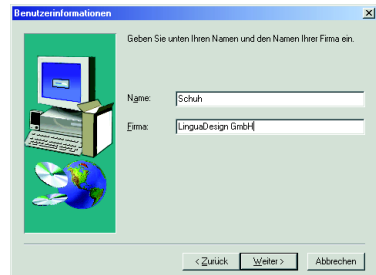 Benutzerinformationen
Geben Sie unten Ihren Namen und den Namen Ihrer Firma ein.
Name: Schuh
Firma: LinguaDesign GmbH
< Zurück Weiter > Abbrechen